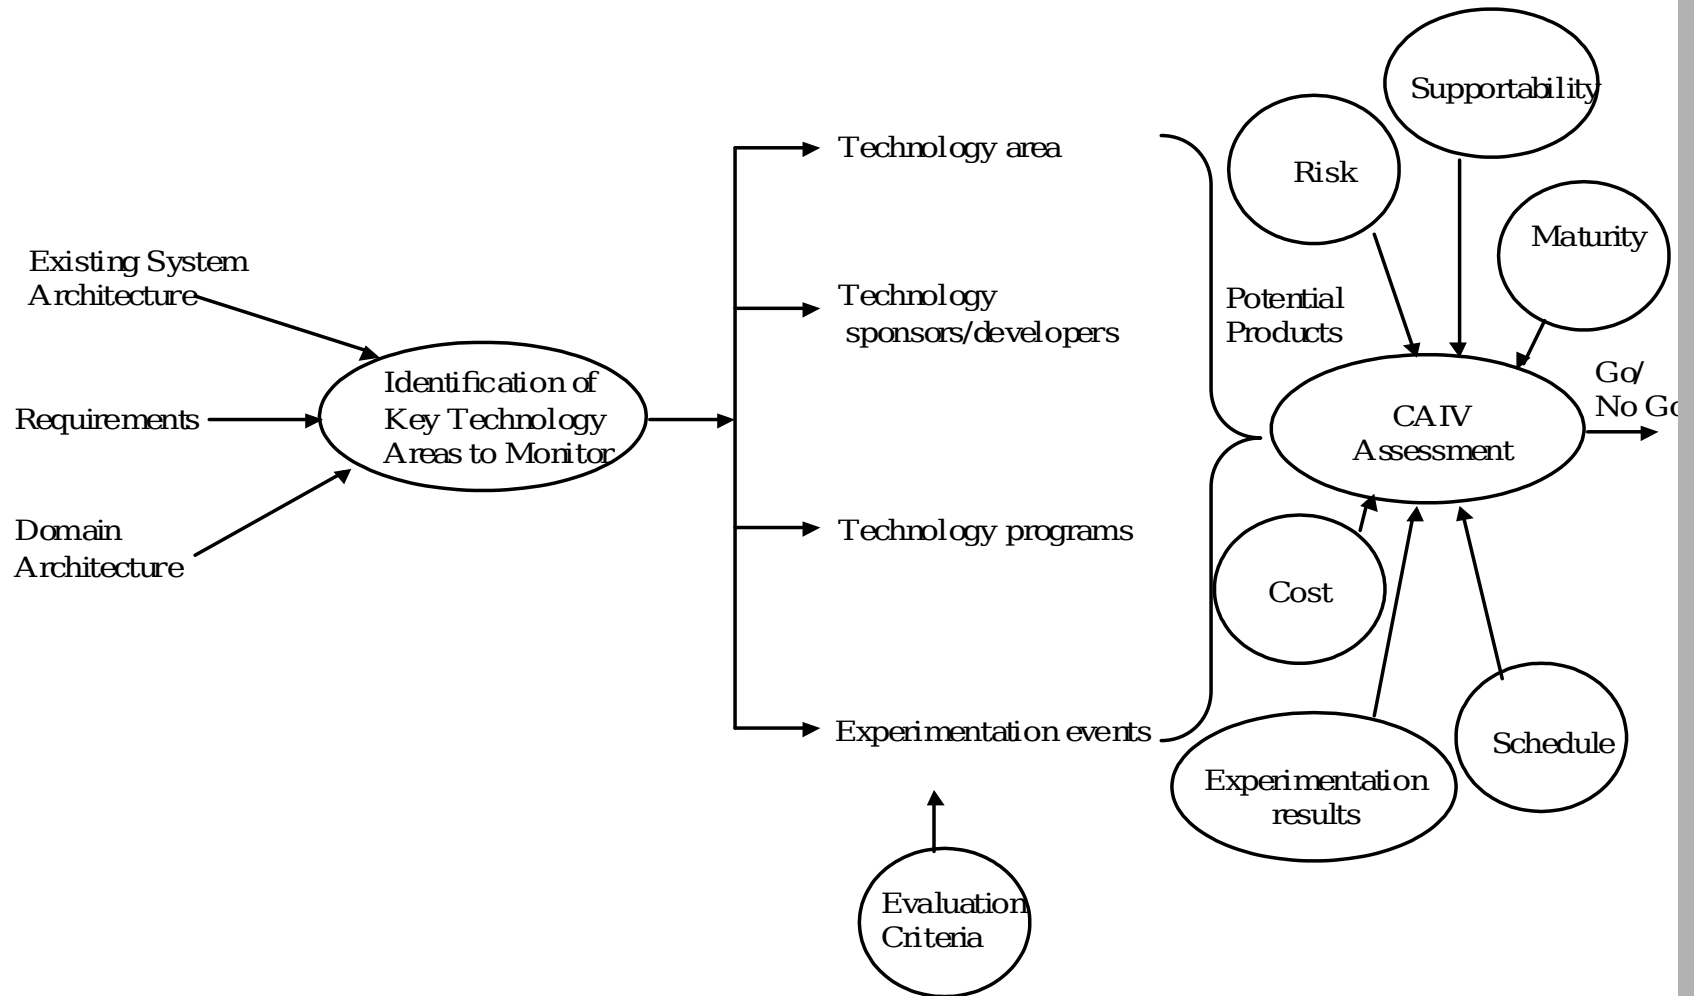 Existing System
Architecture
Requirements
Domain
Architecture
Identification of
Key Technology
Areas to Monitor
Technology area
Technology
sponsors/developers
Technology programs
Experimentation events
Evaluation
Criteria
Potential
Products
Risk
Supportability
Maturity
CAIV
Assessment
Go/
No Go
Cost
Experimentation
results
Schedule